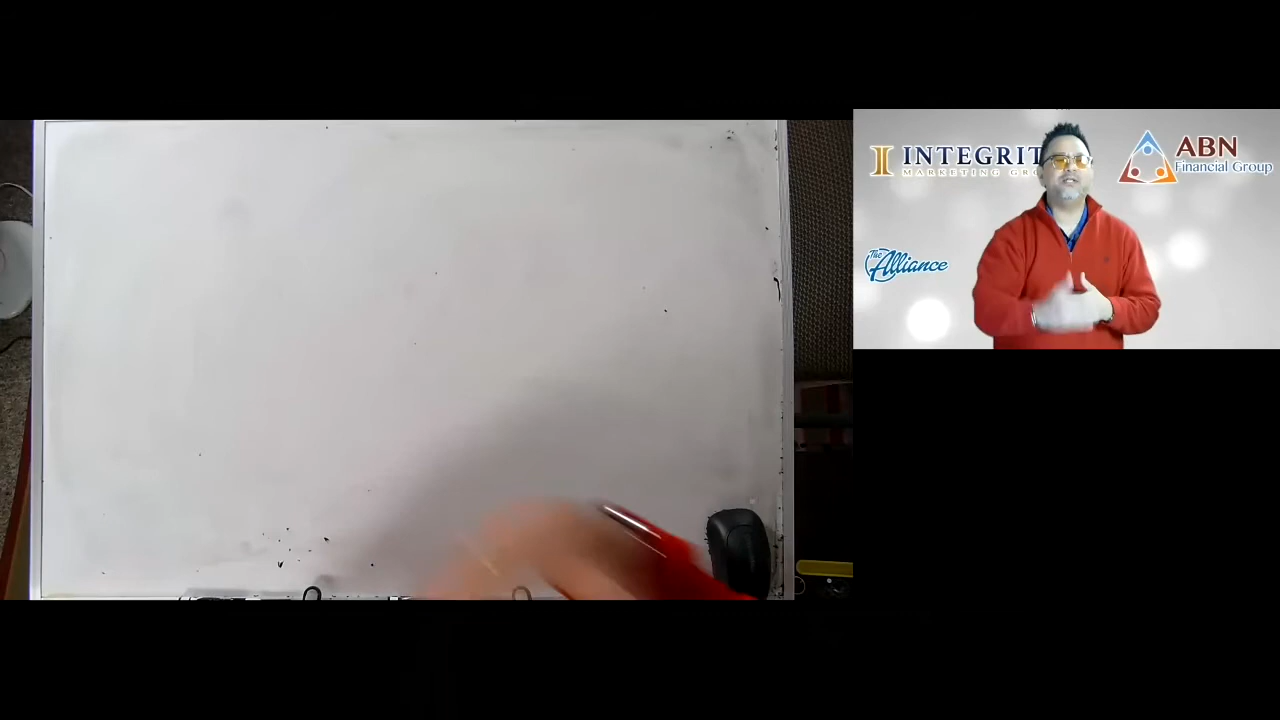 INTEGRIT
MARKETING GRO
ABN
Financial Group
The
Alliance